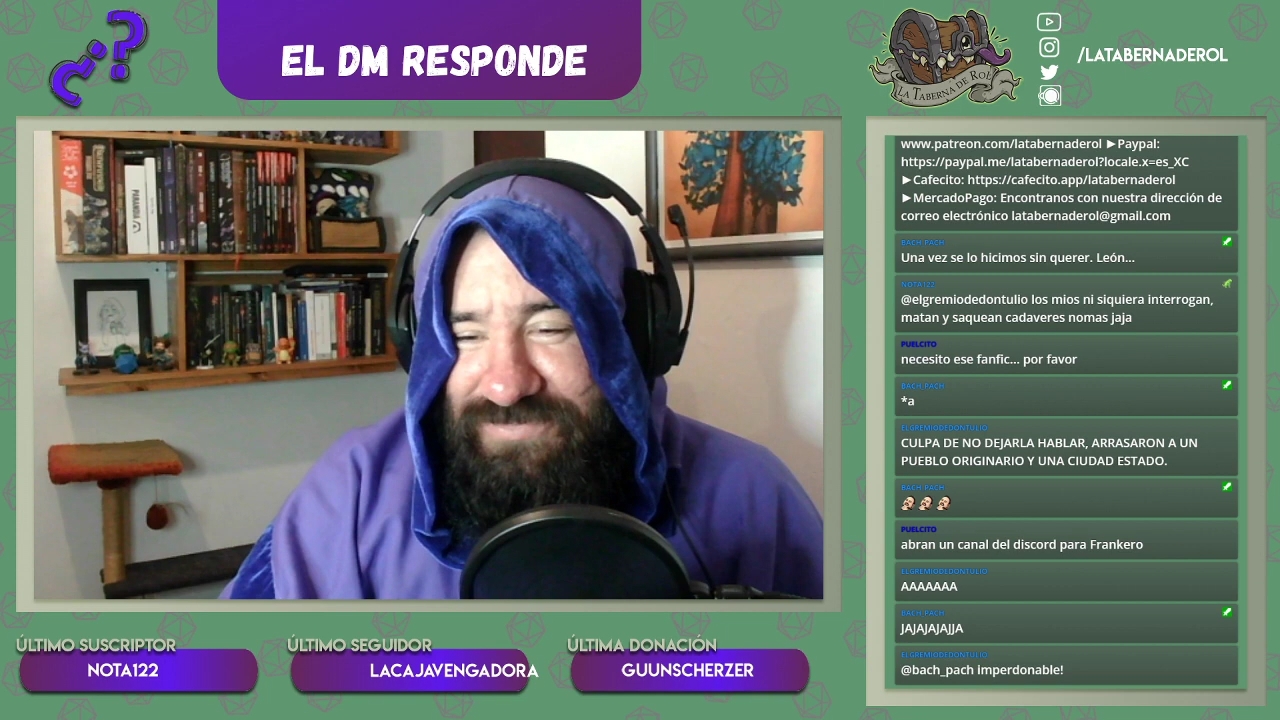 ¿?
EL DM RESPONDE
LA TABERNA DE ROL
/LATABERNADEROL
PARANOIA
www.patreon.com/latabernaderol ►Paypal:
https://paypal.me/latabernaderol?locale.x=es_XC
►Cafecito: https://cafecito.app/latabernaderol
►MercadoPago: Encontranos con nuestra dirección de
correo electrónico latabernaderol@gmail.com
BACH_PACH
Una vez se lo hicimos sin querer. León...
NOTA122
@elgremiodedontulio los mios ni siquiera interrogan,
matan y saquean cadaveres nomas jaja
PUELCITO
necesito ese fanfic... por favor
BACH_PACH
*a
ELGREMIODEDONTULIO
CULPA DE NO DEJARLA HABLAR, ARRASARON A UN
PUEBLO ORIGINARIO Y UNA CIUDAD ESTADO.
BACH_PACH
PUELCITO
abran un canal del discord para Frankero
ELGREMIODEDONTULIO
AAAAAAA
BACH_PACH
JAJAJAJAJJA
ELGREMIODEDONTULIO
@bach_pach imperdonable!
ÚLTIMO SUSCRIPTOR
NOTA122
ÚLTIMO SEGUIDOR
LACAJAVENGADORA
ÚLTIMA DONACIÓN
GUUNSCHERZER